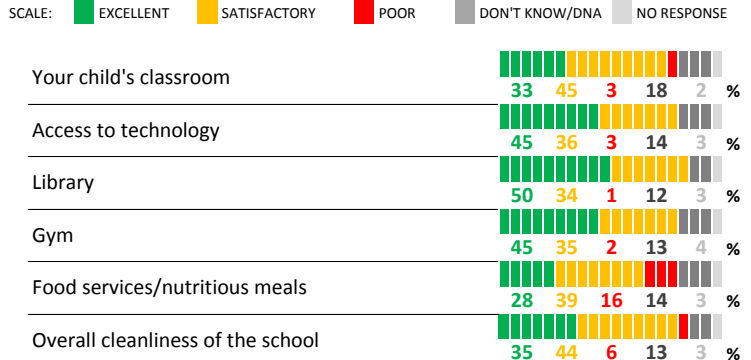 SCALE: EXCELLENT SATISFACTORY POOR DON'T KNOW/DNA NO RESPONSE
Your child's classroom
33 45 3 18 2 %
Access to technology
45 36 3 14 3 %
Library
50 34 1 12 3 %
Gym
45 35 2 13 4 %
Food services/nutritious meals
28 39 16 14 3 %
Overall cleanliness of the school
35 44 6 13 3 %